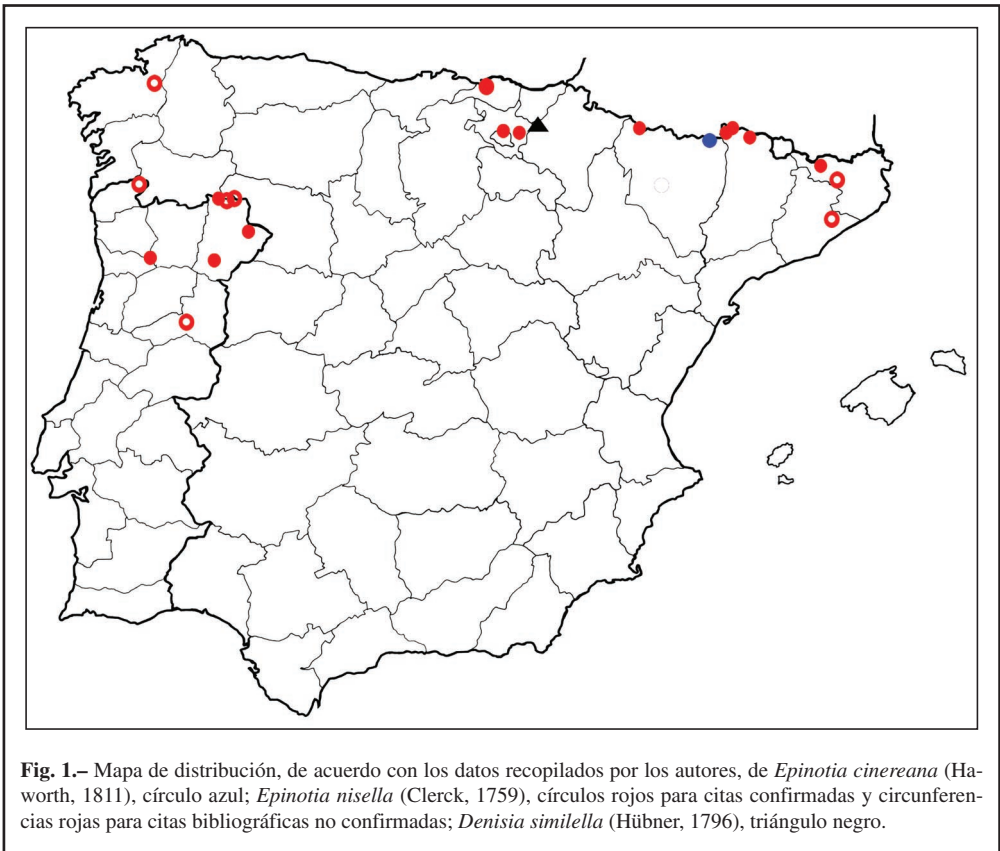 Fig. 1.– Mapa de distribución, de acuerdo con los datos recopilados por los autores, de Epinotia cinereana (Ha-
worth, 1811), círculo azul; Epinotia nisella (Clerck, 1759), círculos rojos para citas confirmadas y circunferen-
cias rojas para citas bibliográficas no confirmadas; Denisia similella (Hübner, 1796), triángulo negro.